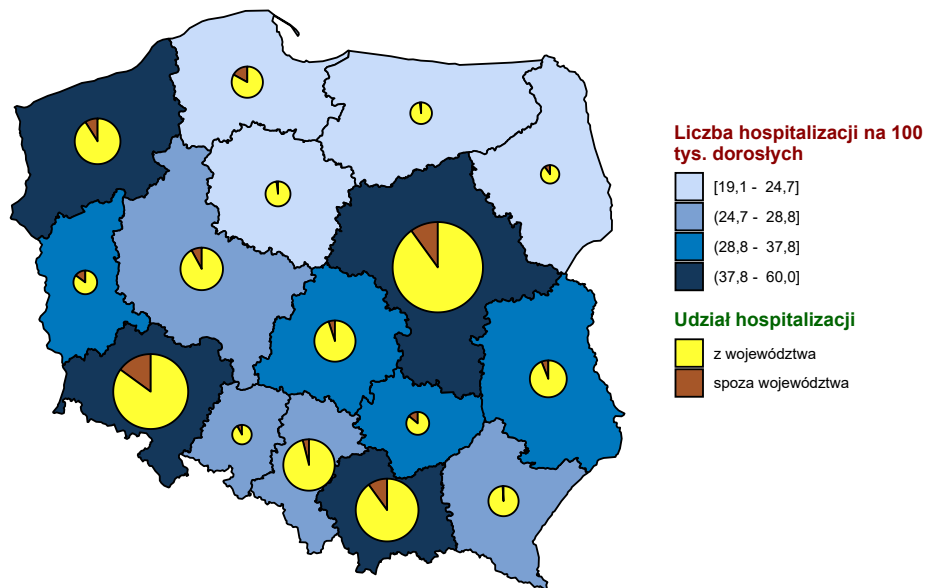 Liczba hospitalizacji na 100
tys. dorosłych
[19,1 - 24,7]
(24,7 - 28,8]
(28,8 - 37,8]
(37,8 - 60,0]
Udział hospitalizacji
z województwa
spoza województwa